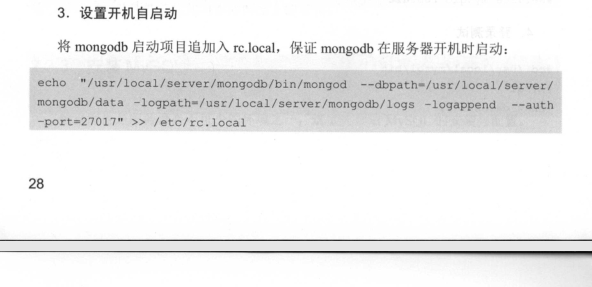 3．设置开机自启动
将 mongodb 启动项目追加入 rc.local，保证 mongodb 在服务器开机时启动：
echo "/usr/local/server/mongodb/bin/mongod --dbpath=/usr/local/server/
mongodb/data -logpath=/usr/local/server/mongodb/logs -logappend --auth
-port=27017" >> /etc/rc.local
28